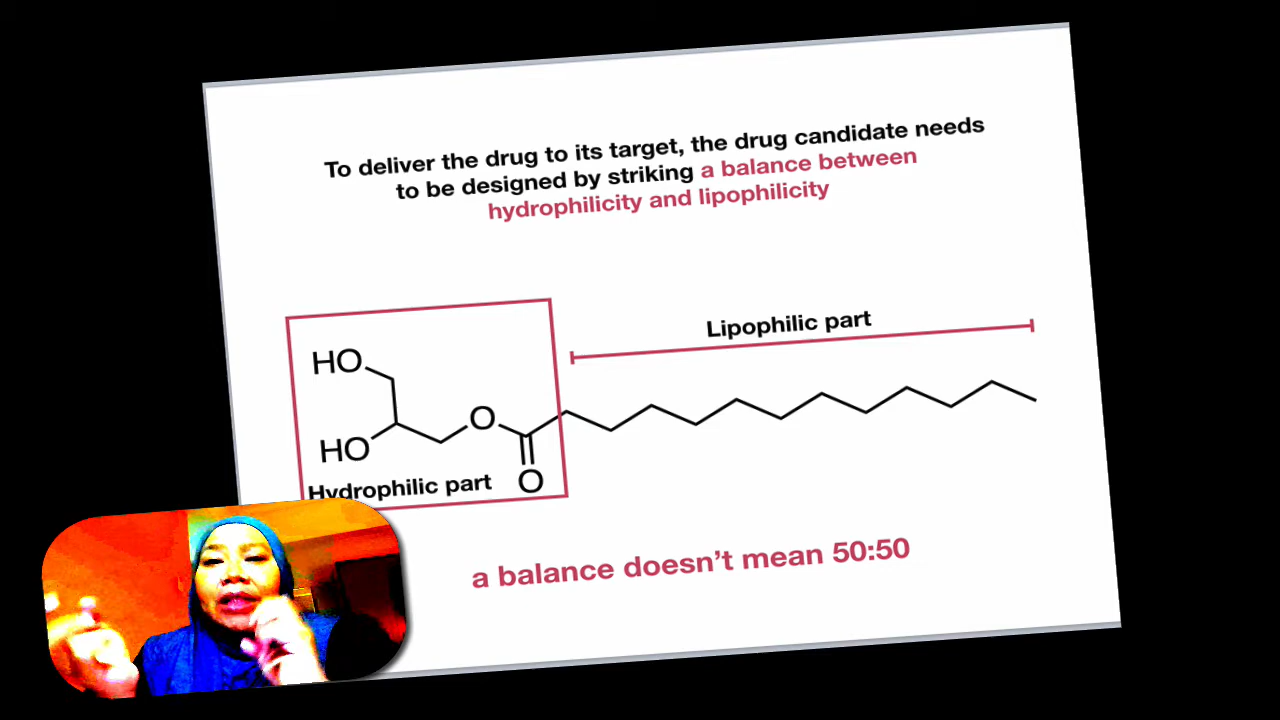 To deliver the drug to its target, the drug candidate needs
to be designed by striking a balance between
hydrophilicity and lipophilicity
Lipophilic part
HO
O
HO
Hydrophilic part
O
a balance doesn't mean 50:50